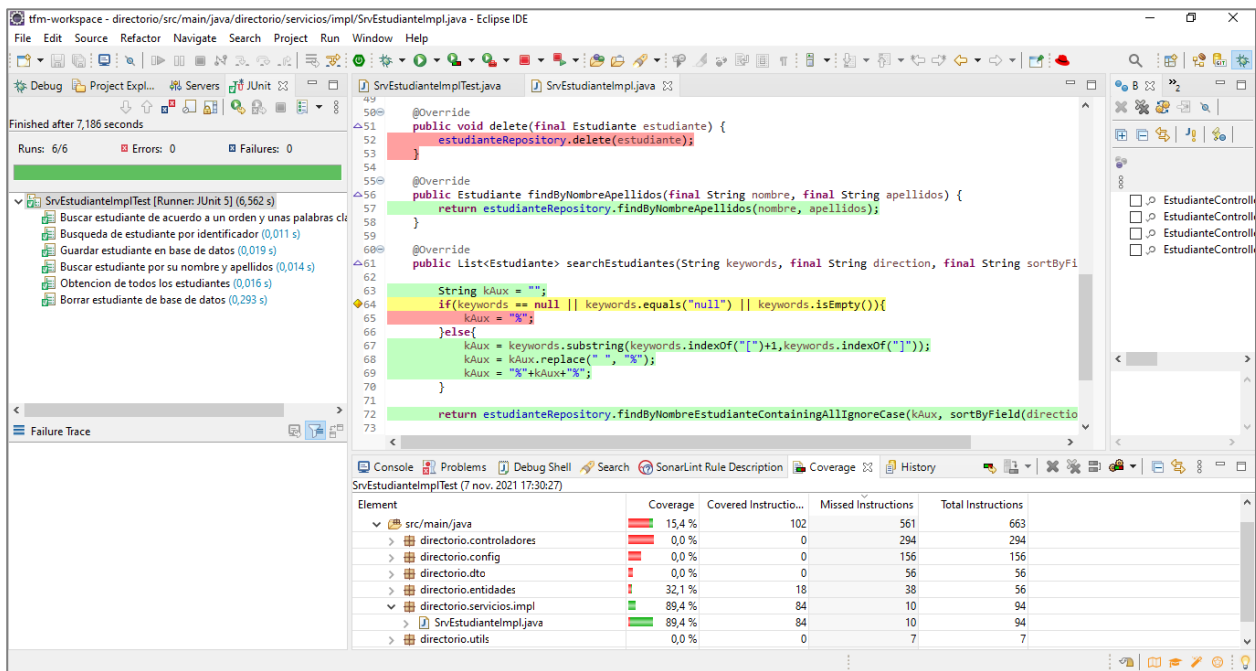 tfm-workspace - directorio/src/main/java/directorio/servicios/impl/SrvEstudianteImpl.java - Eclipse IDE
File Edit Source Refactor Navigate Search Project Run Window Help
Debug Project Expl... Servers JUnit
Finished after 7,186 seconds
Runs: 6/6 Errors: 0 Failures: 0
SrvEstudianteImplTest [Runner: JUnit 5] (6,562 s)
Buscar estudiante de acuerdo a un orden y unas palabras cla
Busqueda de estudiante por identificador (0,011 s)
Guardar estudiante en base de datos (0,019 s)
Buscar estudiante por su nombre y apellidos (0,014 s)
Obtencion de todos los estudiantes (0,016 s)
Borrar estudiante de base de datos (0,293 s)
Failure Trace
SrvEstudianteImplTest.java SrvEstudianteImpl.java
49
50 @Override
51 public void delete(final Estudiante estudiante) {
52 estudianteRepository.delete(estudiante);
53 }
54
55 @Override
56 public Estudiante findByNombreApellidos(final String nombre, final String apellidos) {
57 return estudianteRepository.findByNombreApellidos(nombre, apellidos);
58 }
59
60 @Override
61 public List<Estudiante> searchEstudiantes(String keywords, final String direction, final String sortByFi
62
63 String kAux = "";
64 if(keywords == null || keywords.equals("null") || keywords.isEmpty()){
65 kAux = "%";
66 }else{
67 kAux = keywords.substring(keywords.indexOf("[")+1,keywords.indexOf("]"));
68 kAux = kAux.replace(" ", "%");
69 kAux = "%"+kAux+"%";
70 }
71
72 return estudianteRepository.findByNombreEstudianteContainingAllIgnoreCase(kAux, sortByField(directio
73
B 2
EstudianteControlle
EstudianteControlle
EstudianteControlle
Console Problems Debug Shell Search SonarLint Rule Description Coverage History
SrvEstudianteImplTest (7 nov. 2021 17:30:27)
Element Coverage Covered Instructio... Missed Instructions Total Instructions
src/main/java 15,4 % 102 561 663
directorio.controladores 0,0 % 0 294 294
directorio.config 0,0 % 0 156 156
directorio.dto 0,0 % 0 56 56
directorio.entidades 32,1 % 18 38 56
directorio.servicios.impl 89,4 % 84 10 94
SrvEstudianteImpl.java 89,4 % 84 10 94
directorio.utils 0,0 % 0 7 7